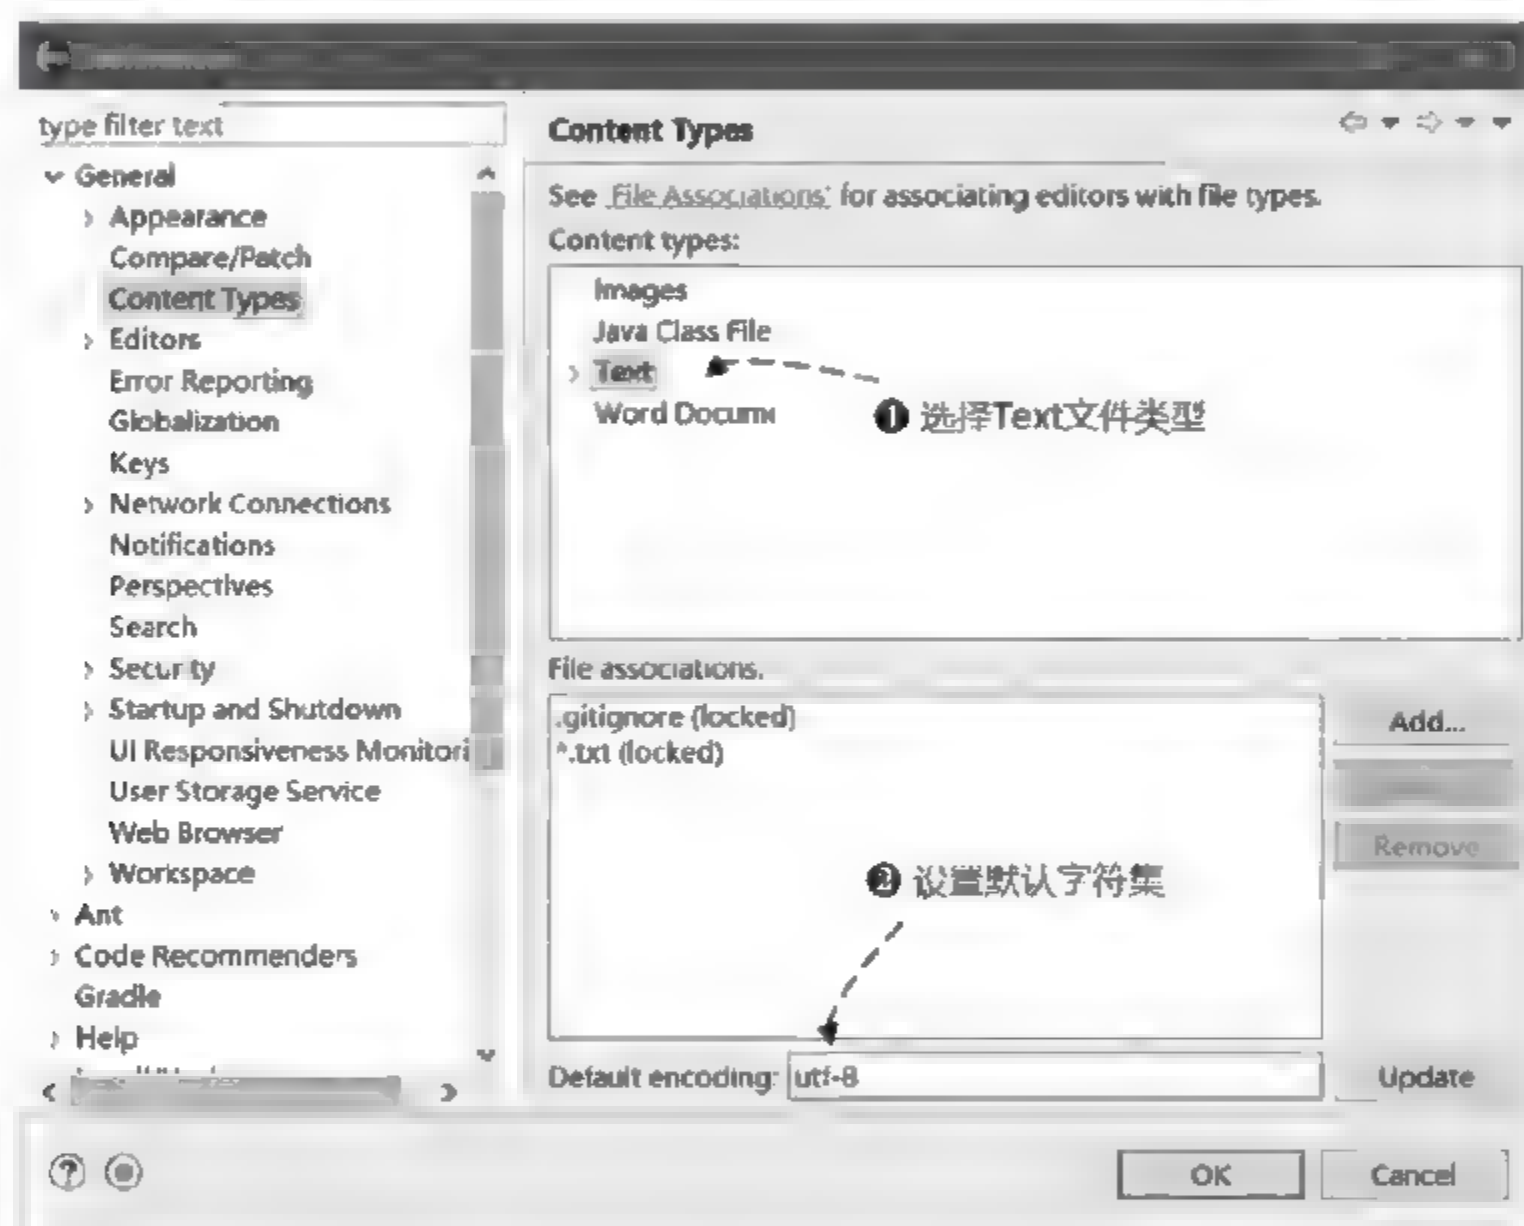 type filter text
General
Appearance
Compare/Patch
Content Types
Editors
Error Reporting
Globalization
Keys
Network Connections
Notifications
Perspectives
Search
Security
Startup and Shutdown
UI Responsiveness Monitori
User Storage Service
Web Browser
Workspace
Ant
Code Recommenders
Gradle
Help
Content Types
See 'File Associations' for associating editors with file types.
Content types:
Images
Java Class File
Text
Word Docume
❶ 选择Text文件类型
File associations:
.gitignore (locked)
*.txt (locked)
Add...
Remove
❷ 设置默认字符集
Default encoding: utf-8
Update
OK
Cancel